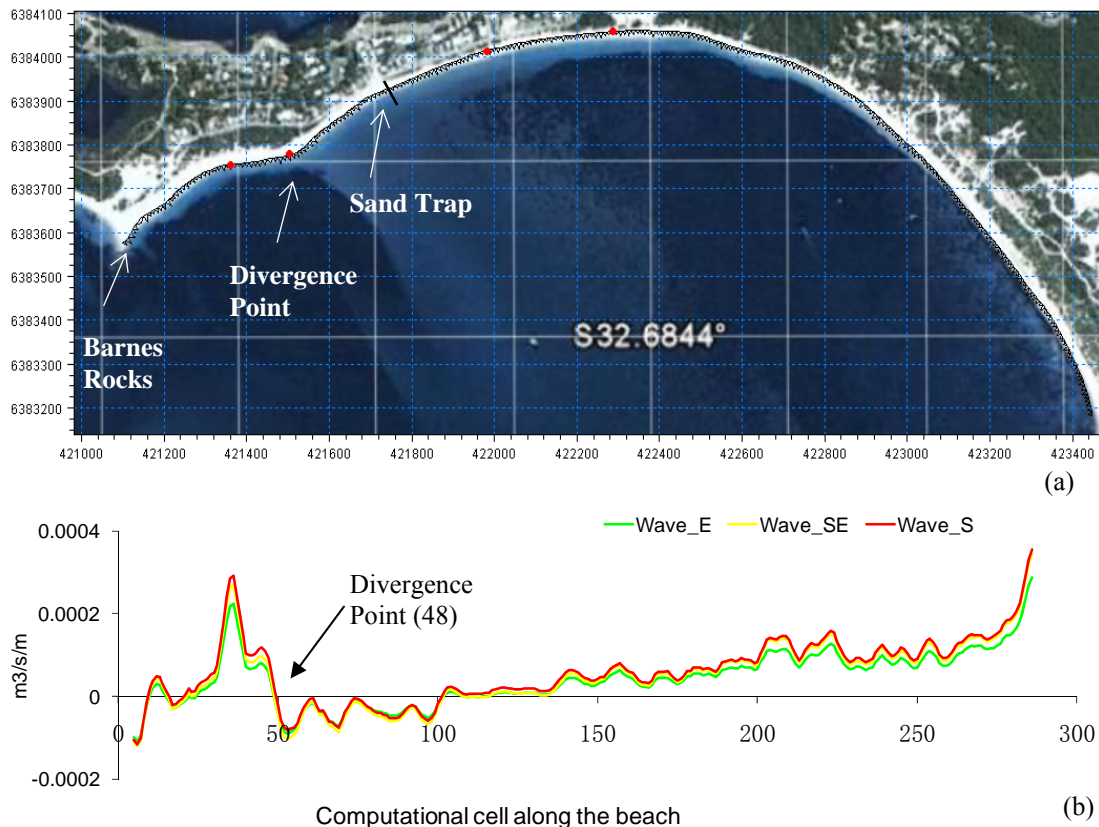 6384100
6384000
6383900
6383800
6383700
6383600
6383500
6383400
6383300
6383200
Sand Trap
Divergence
Point
Barnes
Rocks
S32.6844°
421000 421200 421400 421600 421800 422000 422200 422400 422600 422800 423000 423200 423400
(a)
0.0004
0.0002
0
-0.0002
m3/s/m
Wave_E Wave_SE Wave_S
Divergence
Point (48)
0 50 100 150 200 250 300
Computational cell along the beach
(b)